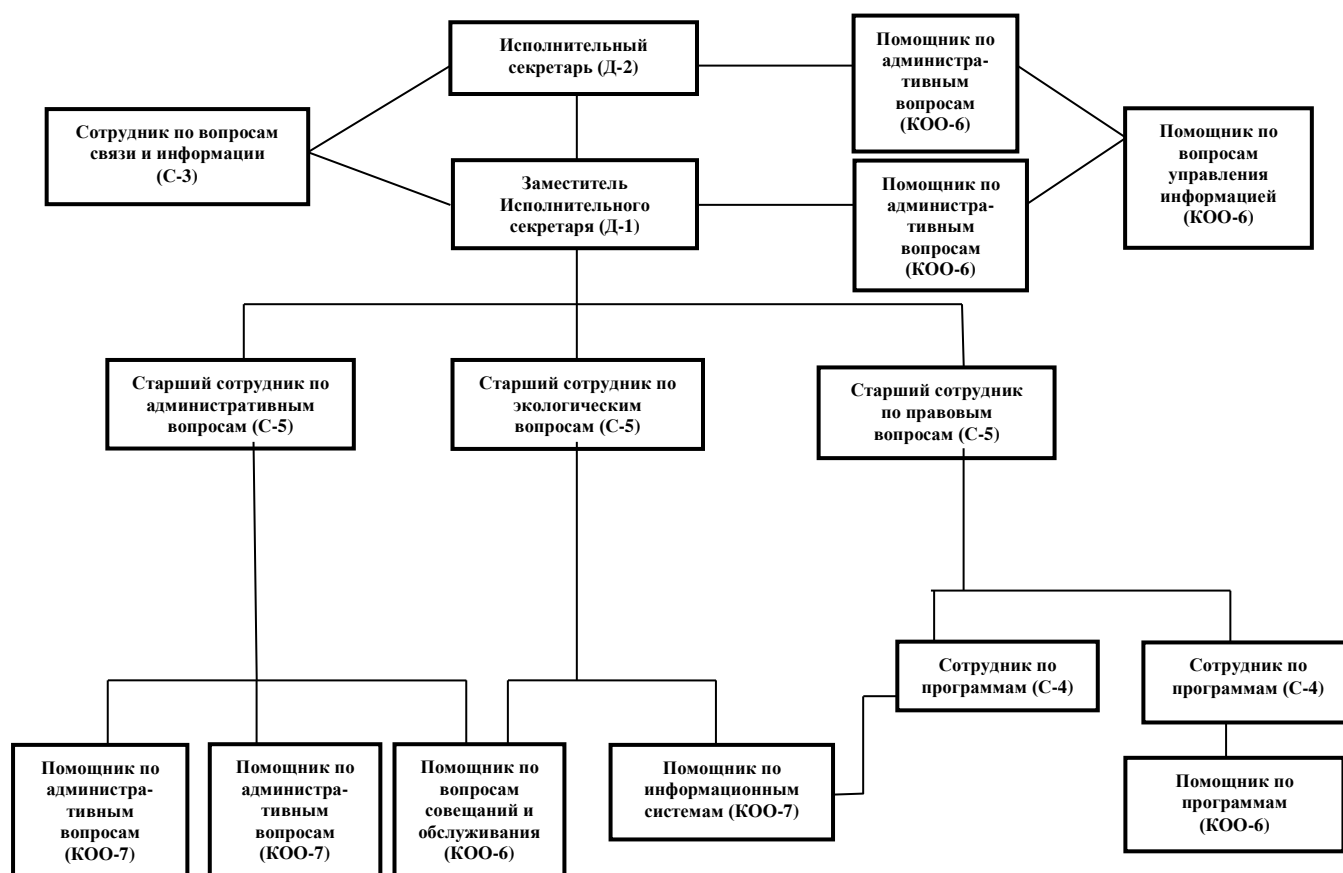 Исполнительный
секретарь (Д-2)
Помощник по
администра-
тивным
вопросам
(КОО-6)
Сотрудник по вопросам
связи и информации
(С-3)
Помощник по
вопросам
управления
информацией
(КОО-6)
Заместитель
Исполнительного
секретаря (Д-1)
Помощник по
администра-
тивным
вопросам
(КОО-6)
Старший сотрудник по
административным
вопросам (С-5)
Старший сотрудник по
экологическим
вопросам (С-5)
Старший сотрудник
по правовым
вопросам (С-5)
Сотрудник по
программам (С-4)
Сотрудник по
программам (С-4)
Помощник по
администра-
тивным
вопросам
(КОО-7)
Помощник по
администра-
тивным
вопросам
(КОО-7)
Помощник по
вопросам
совещаний и
обслуживания
(КОО-6)
Помощник по
информационным
системам (КОО-7)
Помощник по
программам
(КОО-6)